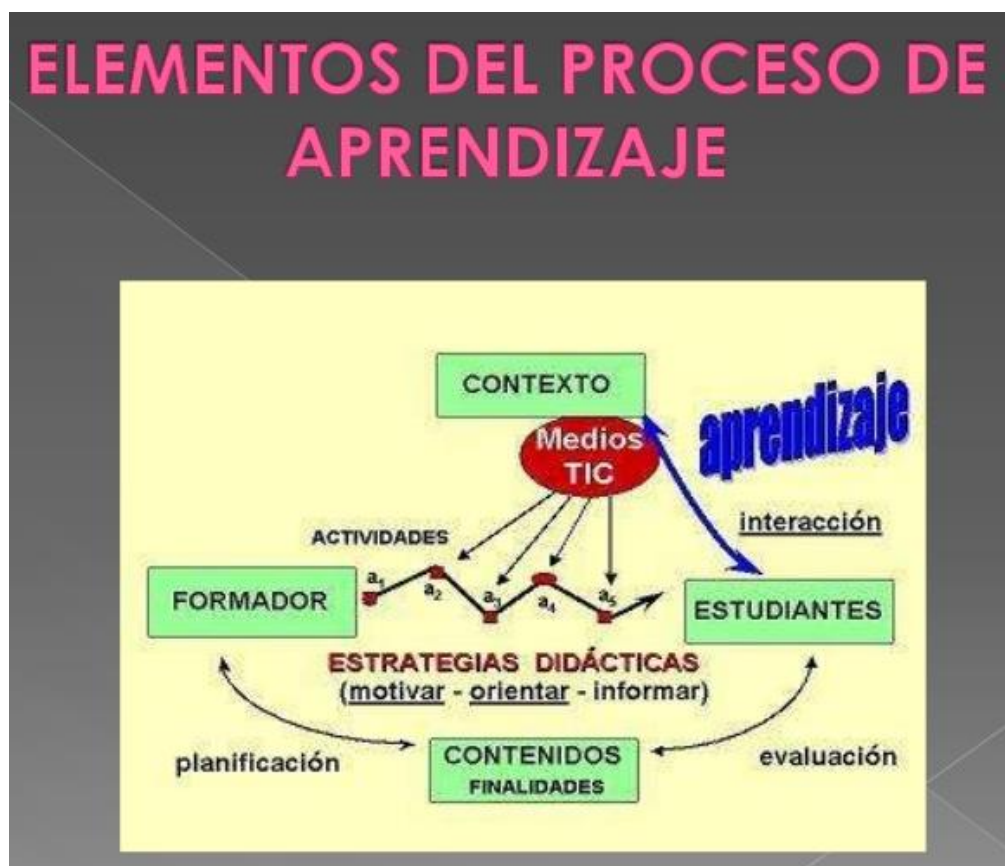 ELEMENTOS DEL PROCESO DE
APRENDIZAJE
CONTEXTO
Medios
TIC
aprendizaje
interacción
ACTIVIDADES
FORMADOR
a₁
a₂
a₃
a₄
a₅
ESTUDIANTES
ESTRATEGIAS DIDÁCTICAS
(motivar - orientar - informar)
planificación
CONTENIDOS
FINALIDADES
evaluación